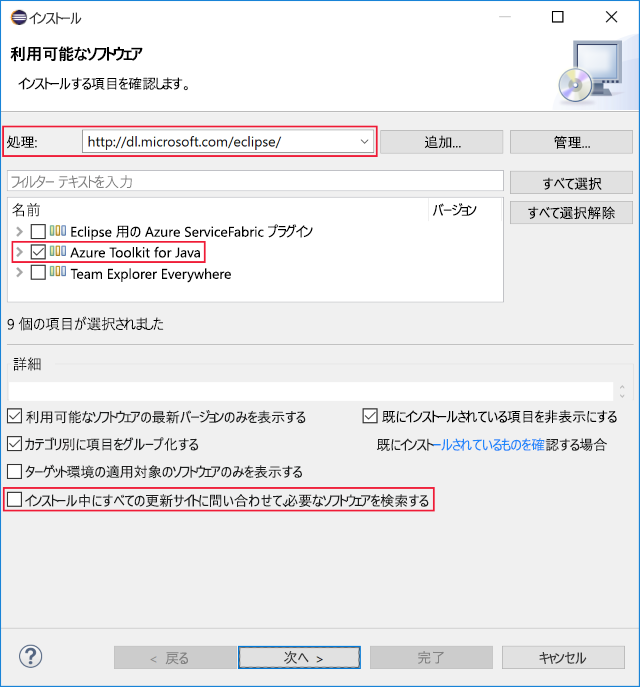 インストール
利用可能なソフトウェア
インストールする項目を確認します。
処理: http://dl.microsoft.com/eclipse/ 追加... 管理...
フィルター テキストを入力 すべて選択
名前 バージョン すべて選択解除
Eclipse 用の Azure ServiceFabric プラグイン
Azure Toolkit for Java
Team Explorer Everywhere
9 個の項目が選択されました
詳細
利用可能なソフトウェアの最新バージョンのみを表示する 既にインストールされている項目を非表示にする
カテゴリ別に項目をグループ化する 既にインストールされているものを確認する場合
ターゲット環境の適用対象のソフトウェアのみを表示する
インストール中にすべての更新サイトに問い合わせて、必要なソフトウェアを検索する
? < 戻る 次へ > 完了 キャンセル